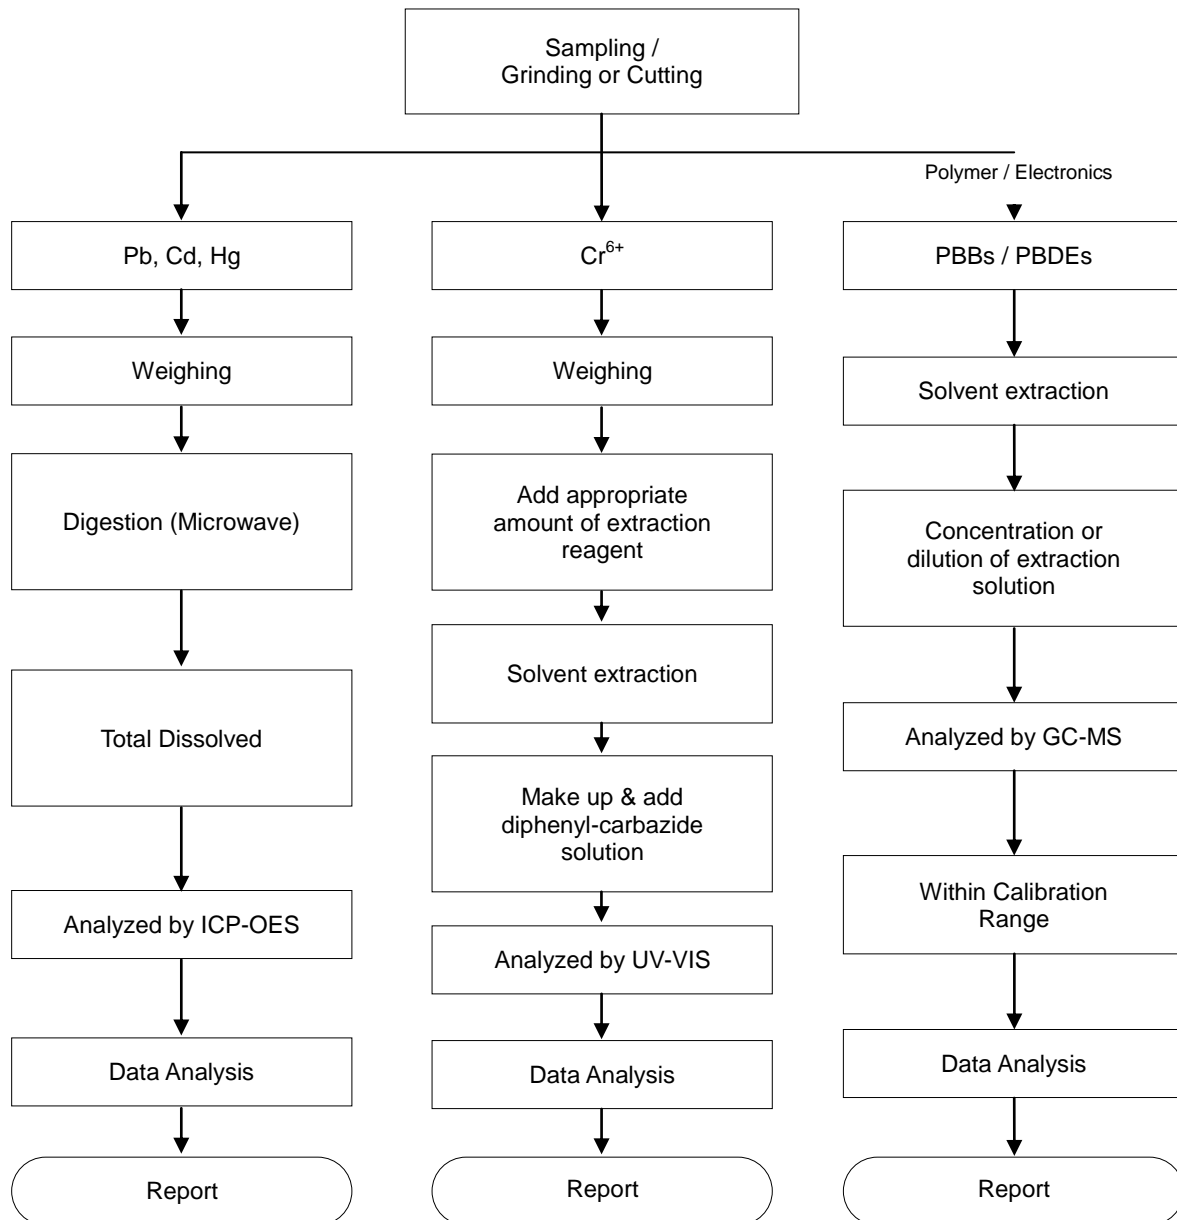 Sampling /
Grinding or Cutting
Polymer / Electronics
Pb, Cd, Hg
Weighing
Digestion (Microwave)
Total Dissolved
Analyzed by ICP-OES
Data Analysis
Report
Cr⁶⁺
Weighing
Add appropriate
amount of extraction
reagent
Solvent extraction
Make up & add
diphenyl-carbazide
solution
Analyzed by UV-VIS
Data Analysis
Report
PBBs / PBDEs
Solvent extraction
Concentration or
dilution of extraction
solution
Analyzed by GC-MS
Within Calibration
Range
Data Analysis
Report